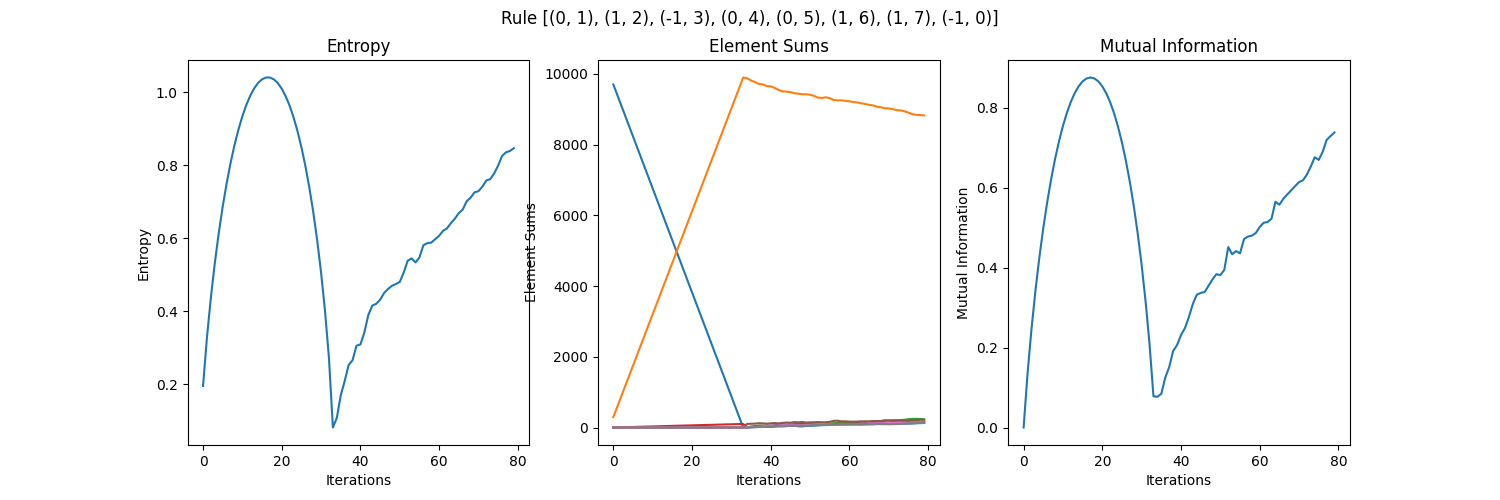 Rule [(0, 1), (1, 2), (-1, 3), (0, 4), (0, 5), (1, 6), (1, 7), (-1, 0)]
Entropy
Entropy
1.0
0.8
0.6
0.4
0.2
0 20 40 60 80
Iterations
Element Sums
Element Sums
10000
8000
6000
4000
2000
0
0 20 40 60 80
Iterations
Mutual Information
Mutual Information
0.8
0.6
0.4
0.2
0.0
0 20 40 60 80
Iterations